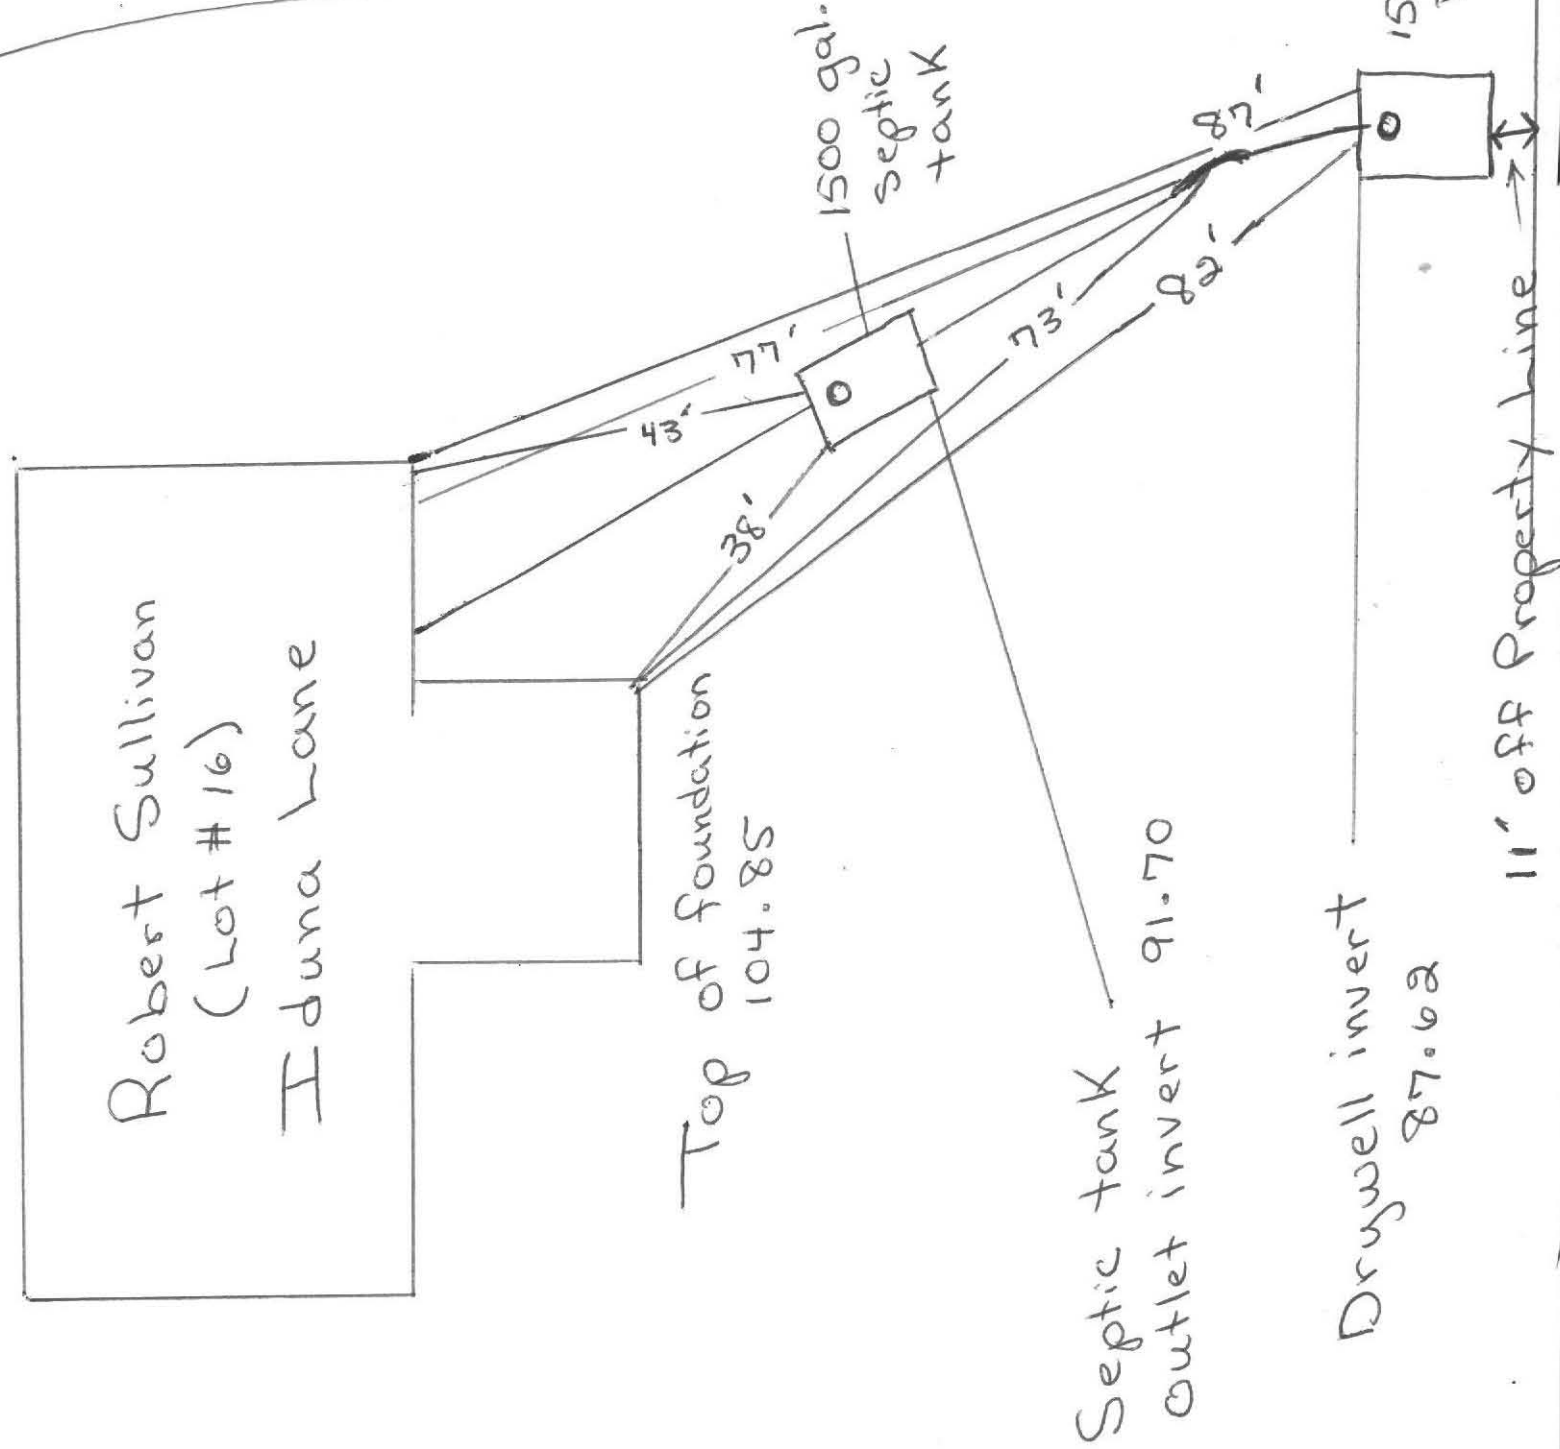 Robert Sullivan
(Lot #16)
Iduna Lane
Top of foundation
104.85
1500 gal.
septic
tank
77'
43'
38'
87'
73'
82'
Septic tank
outlet invert 91.70
Drywell invert
87.62
11' off Property Line
15